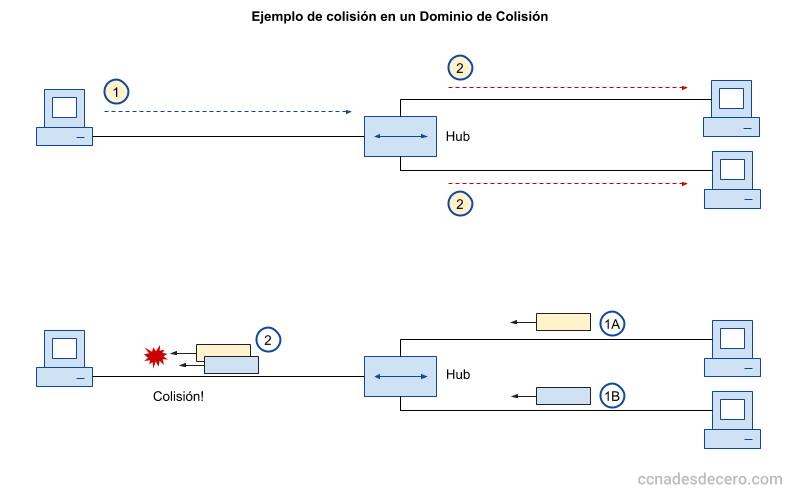 Ejemplo de colisión en un Dominio de Colisión
1
2
Hub
2
1A
2
Hub
1B
Colisión!
ccnadesdecero.com